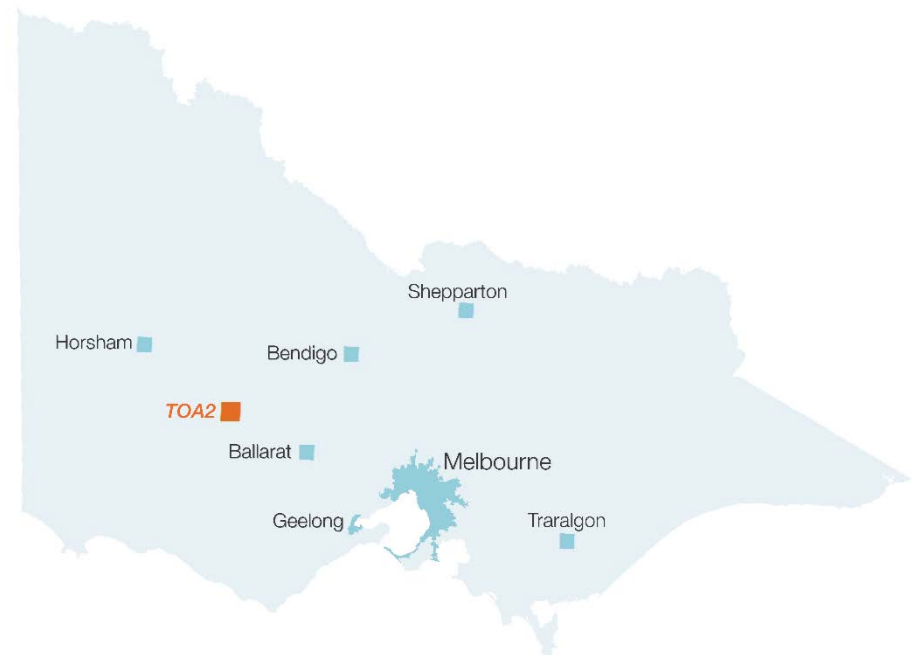 Shepparton
Horsham
Bendigo
TOA2
Ballarat
Melbourne
Geelong
Traralgon